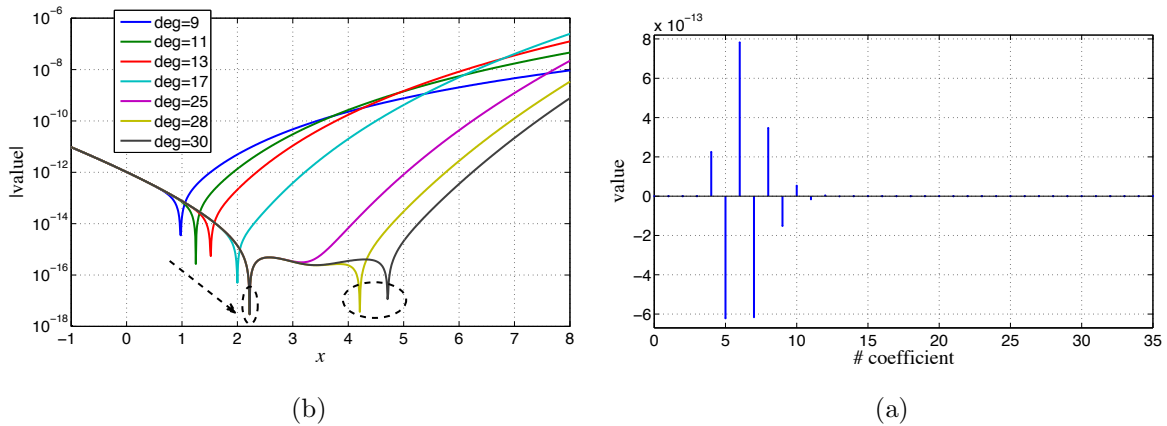 10^-6
10^-8
10^-10
10^-12
10^-14
10^-16
10^-18
|value|
deg=9
deg=11
deg=13
deg=17
deg=25
deg=28
deg=30
−1 0 1 2 3 4 5 6 7 8
x
(b)
x 10^-13
8
6
4
2
0
−2
−4
−6
value
0 5 10 15 20 25 30 35
# coefficient
(a)